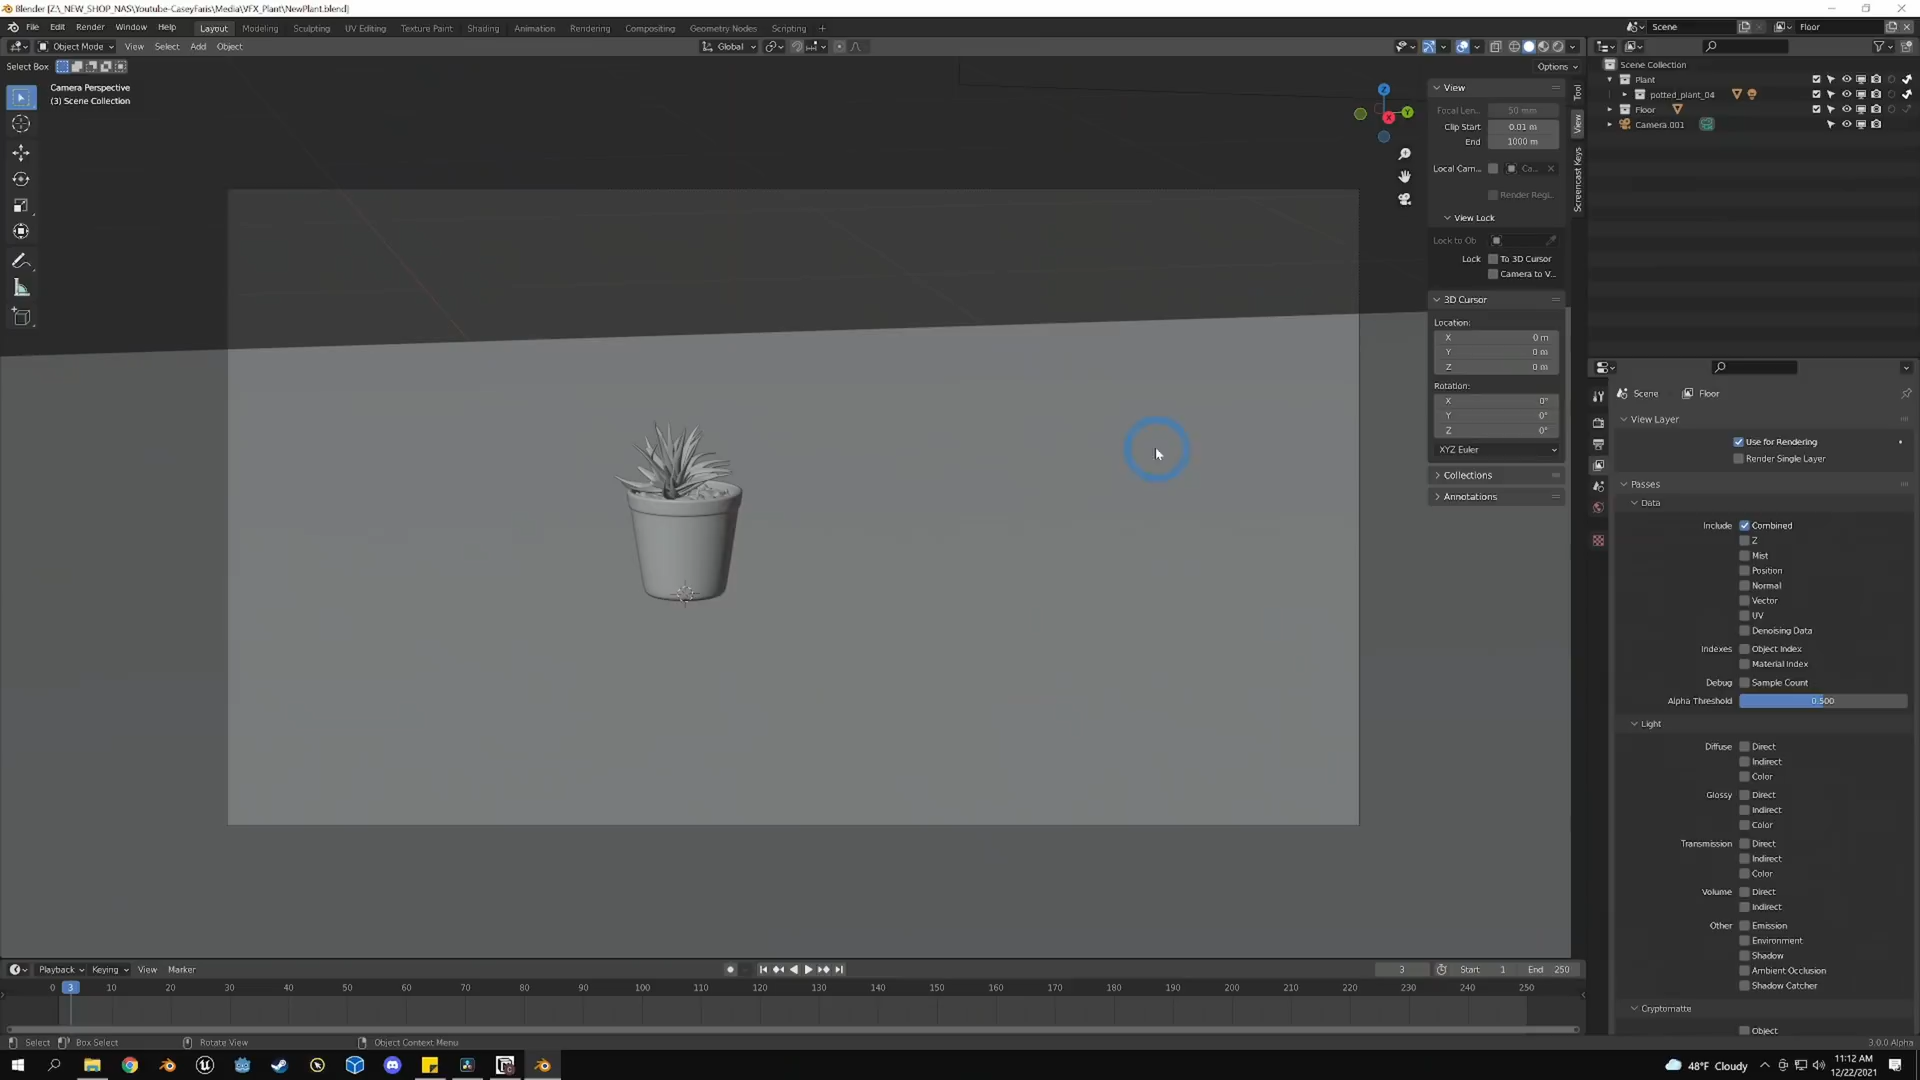 Blender [Z:\_NEW_SHOP_NAS\Youtube-CaseyFaris\Media\VFX_Plant\NewPlant.blend]
File Edit Render Window Help Layout Modeling Sculpting UV Editing Texture Paint Shading Animation Rendering Compositing Geometry Nodes Scripting + Scene Floor
Object Mode View Select Add Object Global
Select Box Options
Camera Perspective
(3) Scene Collection
Z
Y
X
View
Focal Len... 50 mm
Clip Start 0.01 m
End 1000 m
Local Cam... Ca...
Render Regi...
View Lock
Lock to Ob
Lock To 3D Cursor
Camera to V...
3D Cursor
Location:
X 0 m
Y 0 m
Z 0 m
Rotation:
X 0°
Y 0°
Z 0°
XYZ Euler
Collections
Annotations
Tool
View
Screencast Keys
Scene Collection
Plant
potted_plant_04
Floor
Camera.001
Scene Floor
View Layer
Use for Rendering
Render Single Layer
Passes
Data
Include Combined
Z
Mist
Position
Normal
Vector
UV
Denoising Data
Indexes Object Index
Material Index
Debug Sample Count
Alpha Threshold 0.500
Light
Diffuse Direct
Indirect
Color
Glossy Direct
Indirect
Color
Transmission Direct
Indirect
Color
Volume Direct
Indirect
Other Emission
Environment
Shadow
Ambient Occlusion
Shadow Catcher
Cryptomatte
Object
Playback Keying View Marker 3 Start 1 End 250
0 3 10 20 30 40 50 60 70 80 90 100 110 120 130 140 150 160 170 180 190 200 210 220 230 240 250
Select Box Select Rotate View Object Context Menu 3.0.0 Alpha
48°F Cloudy 11:12 AM
12/22/2021